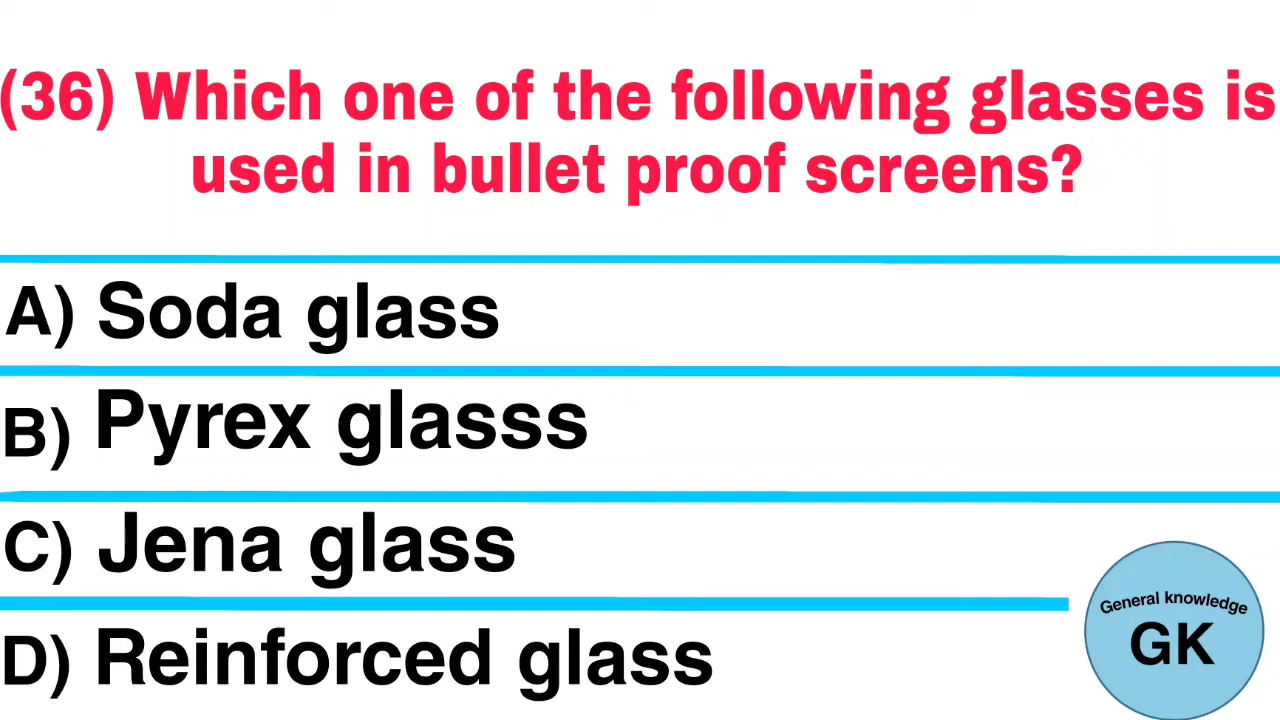 (36) Which one of the following glasses is
used in bullet proof screens?
A) Soda glass
B) Pyrex glasss
C) Jena glass
D) Reinforced glass
General knowledge
GK